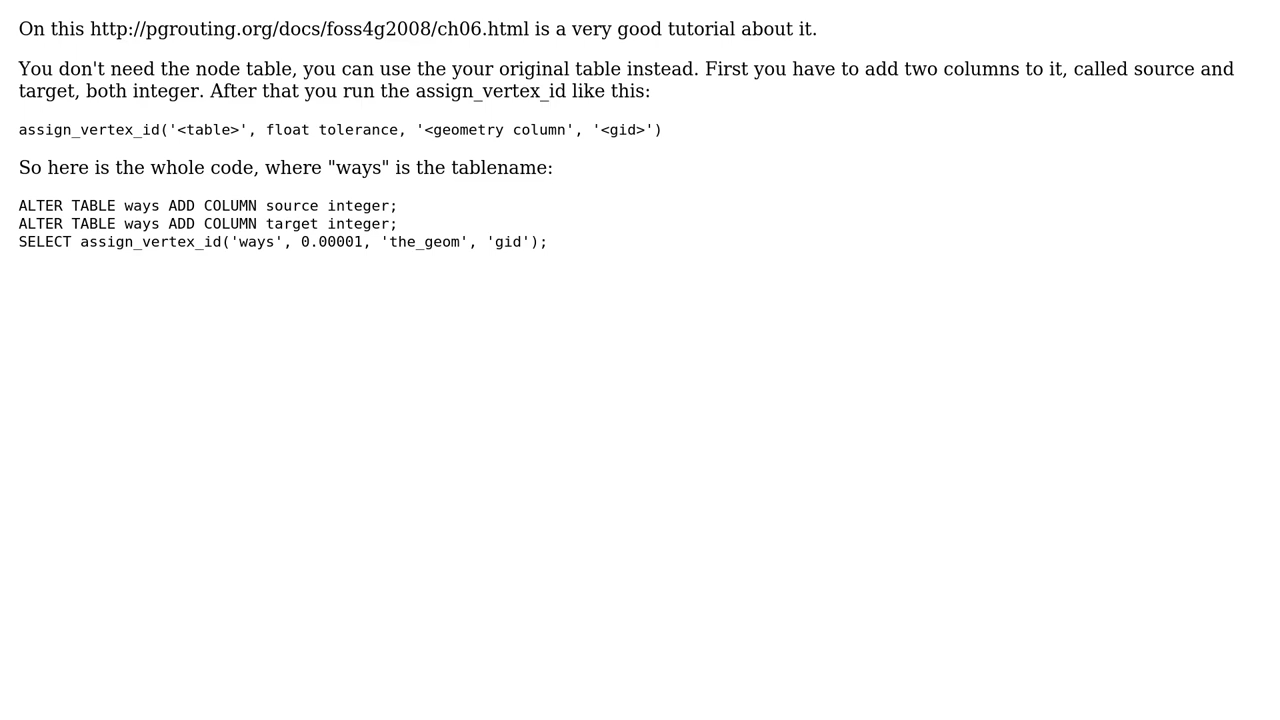 On this http://pgrouting.org/docs/foss4g2008/ch06.html is a very good tutorial about it.
You don't need the node table, you can use the your original table instead. First you have to add two columns to it, called source and
target, both integer. After that you run the assign_vertex_id like this:
assign_vertex_id('<table>', float tolerance, '<geometry column', '<gid>')
So here is the whole code, where "ways" is the tablename:
ALTER TABLE ways ADD COLUMN source integer;
ALTER TABLE ways ADD COLUMN target integer;
SELECT assign_vertex_id('ways', 0.00001, 'the_geom', 'gid');